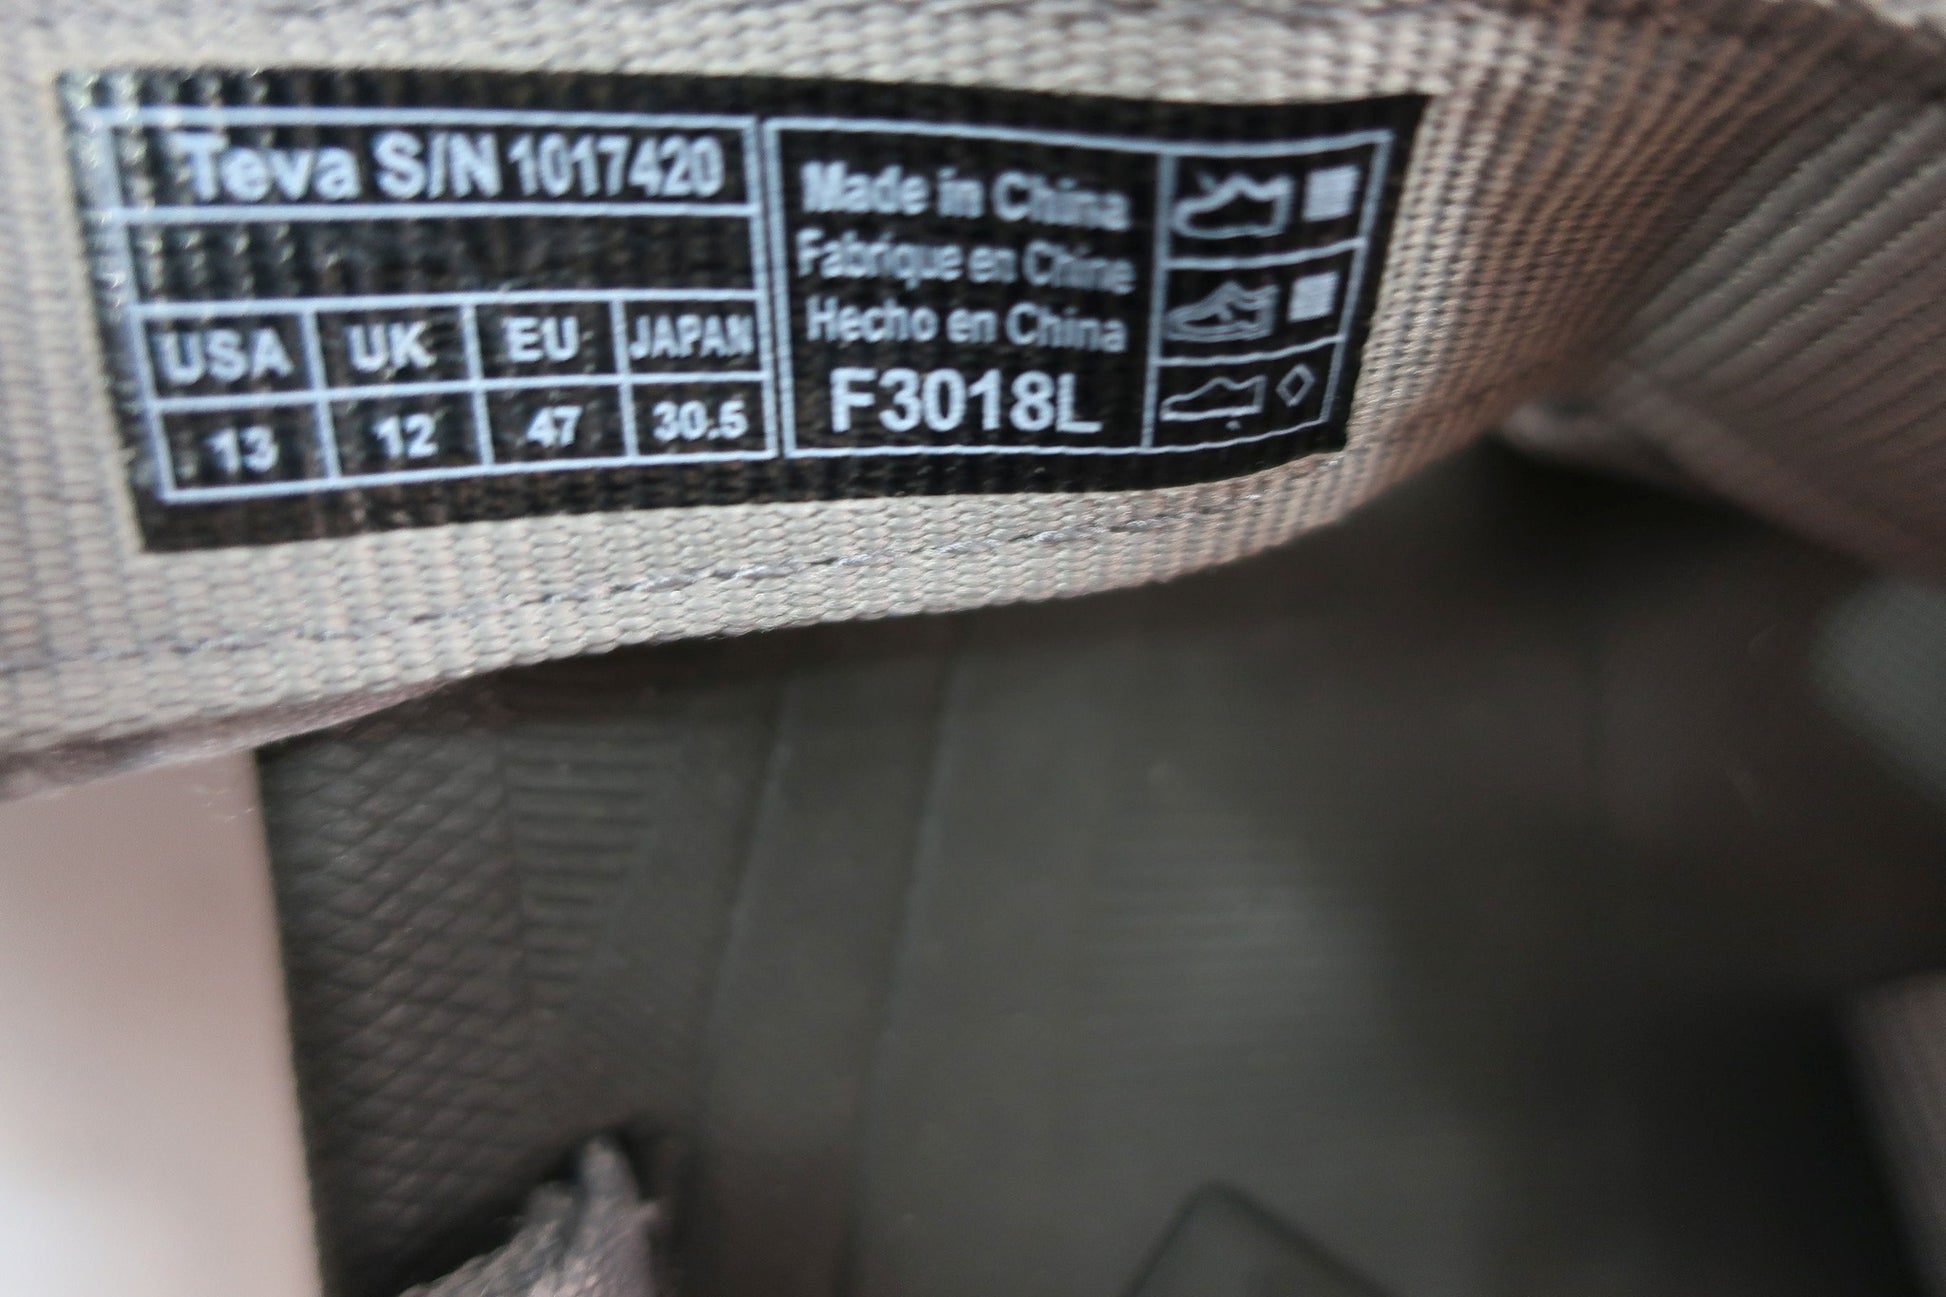 Teva S/N 1017420
USA UK EU JAPAN
13 12 47 30.5
Made in China
Fabrique en Chine
Hecho en China
F3018L